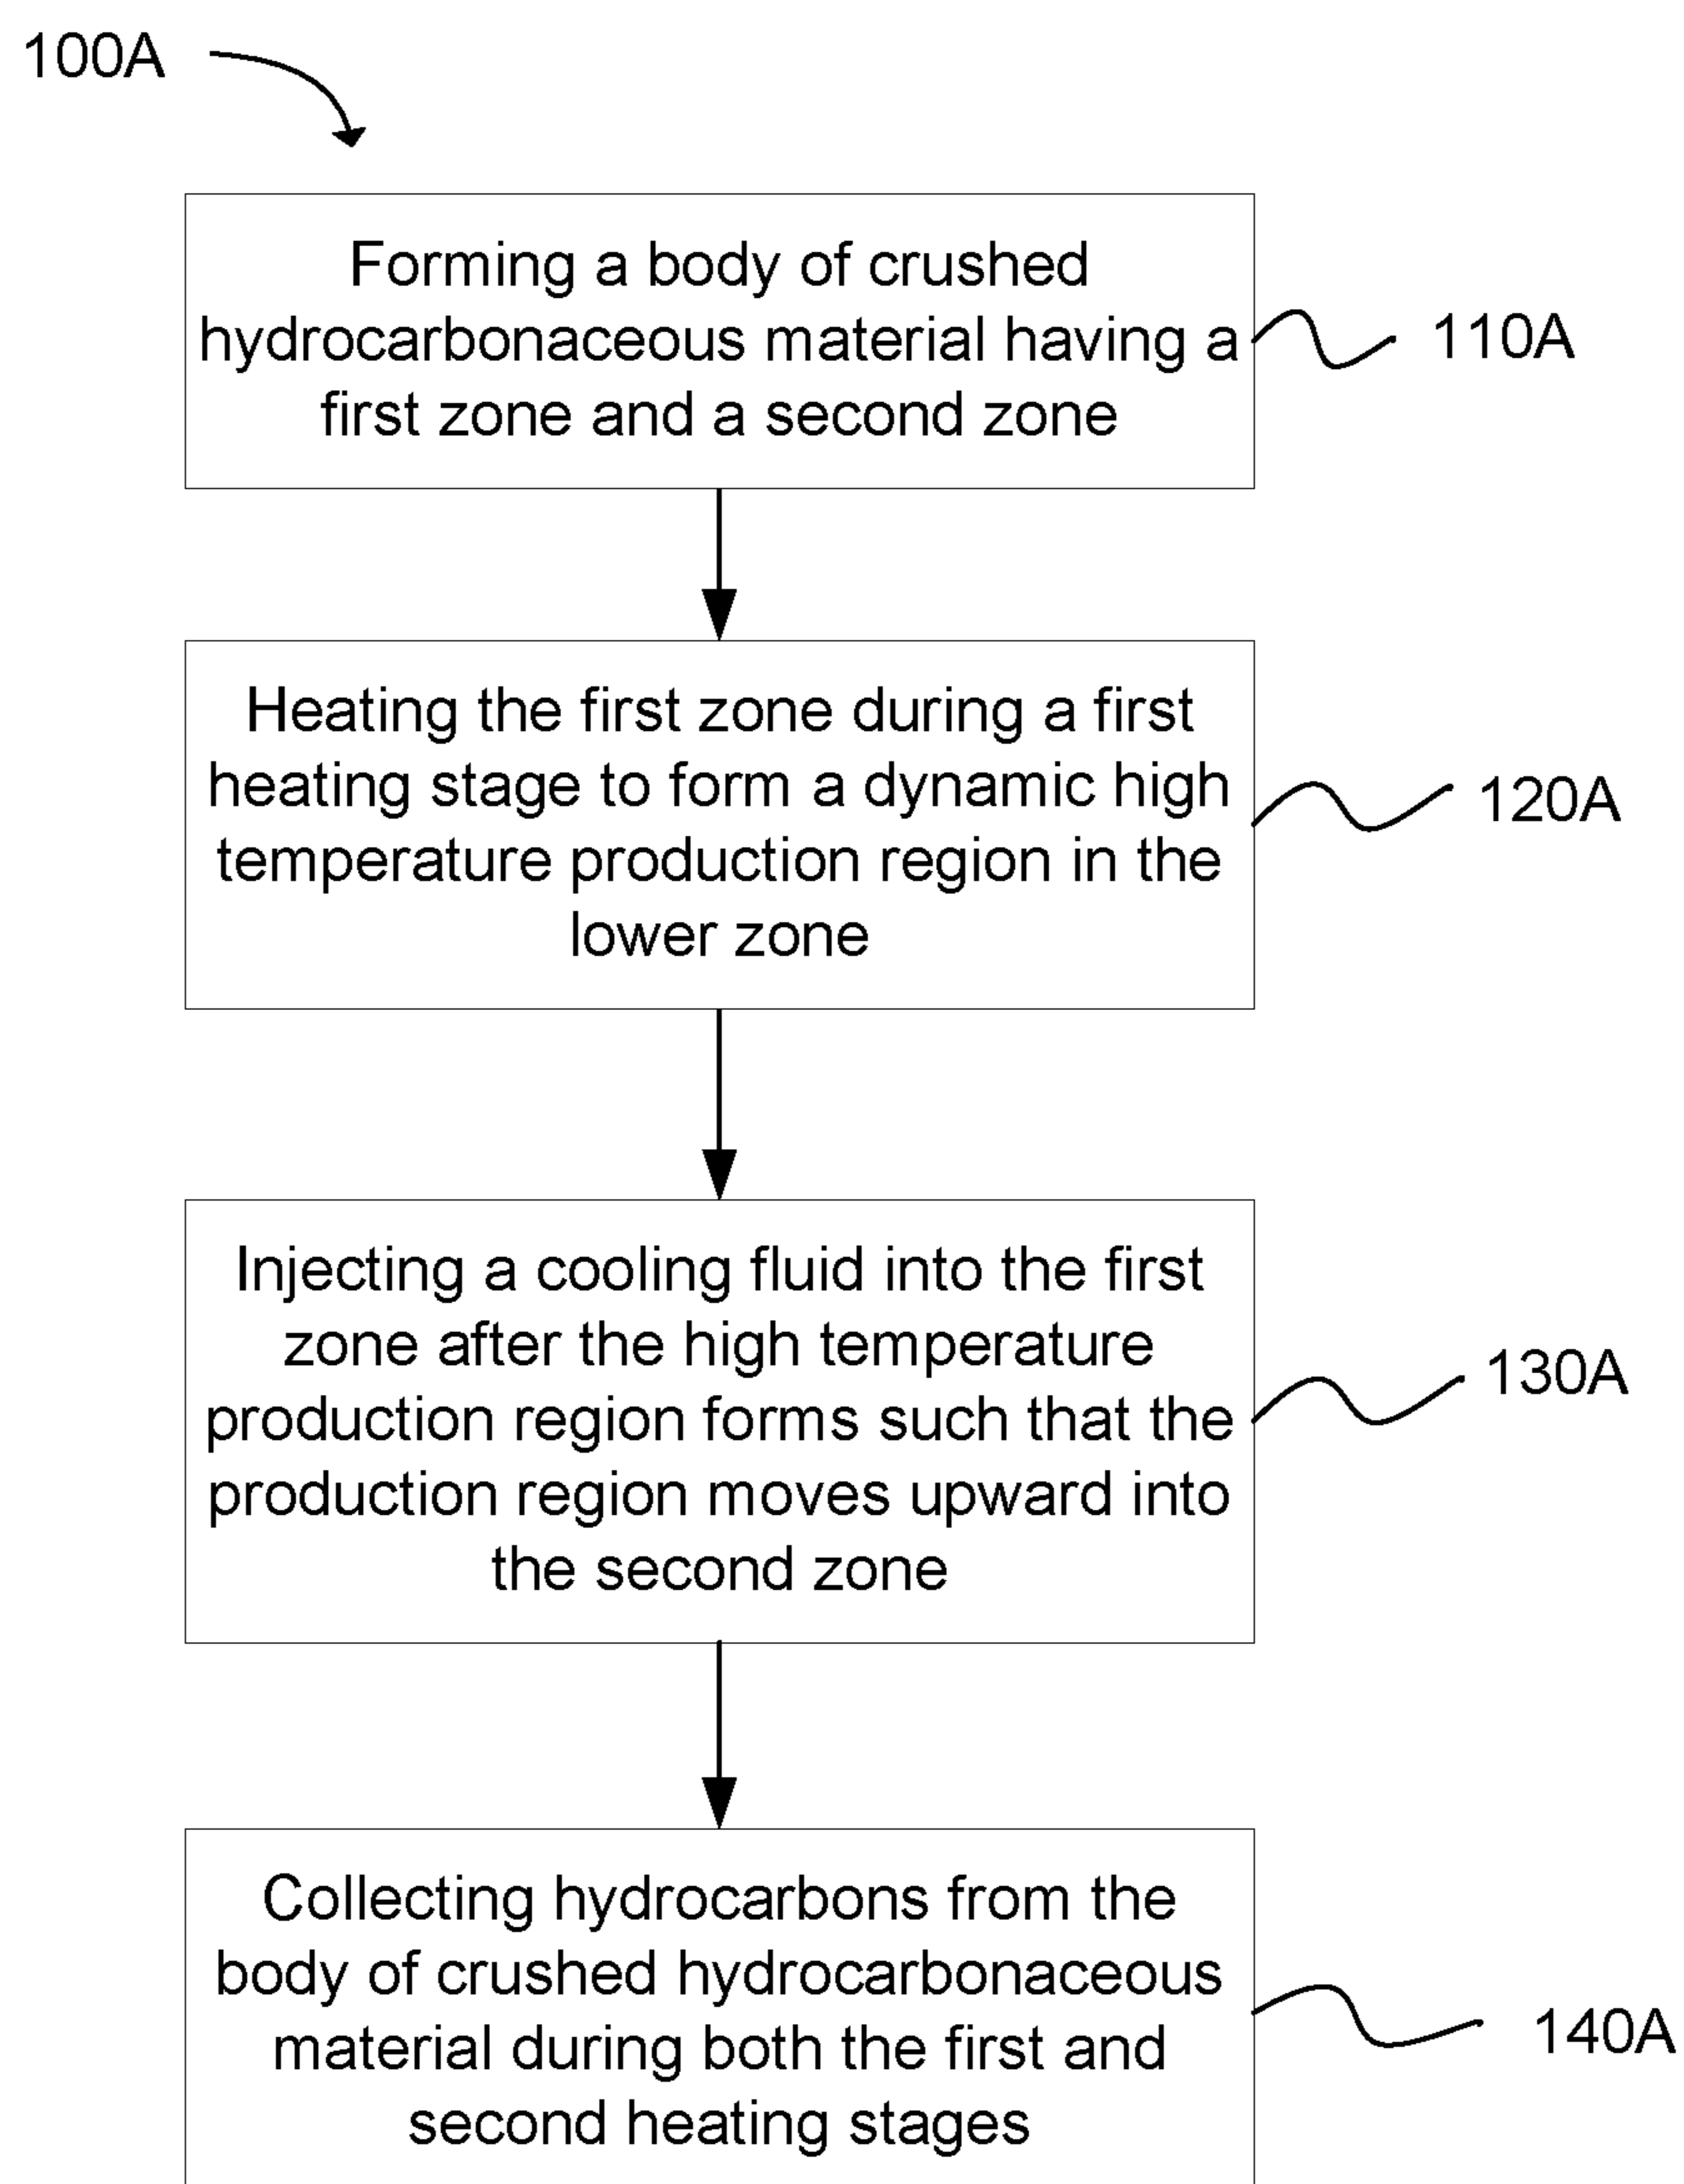 100A
Forming a body of crushed
hydrocarbonaceous material having a
first zone and a second zone
110A
Heating the first zone during a first
heating stage to form a dynamic high
temperature production region in the
lower zone
120A
Injecting a cooling fluid into the first
zone after the high temperature
production region forms such that the
production region moves upward into
the second zone
130A
Collecting hydrocarbons from the
body of crushed hydrocarbonaceous
material during both the first and
second heating stages
140A